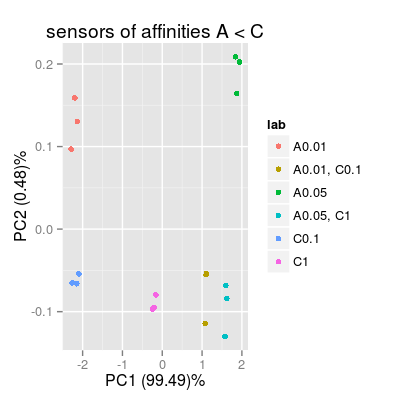 sensors of affinities A < C
0.2
0.1
0.0
-0.1
PC2 (0.48)%
-2
-1
0
1
2
PC1 (99.49)%
lab
A0.01
A0.01, C0.1
A0.05
A0.05, C1
C0.1
C1